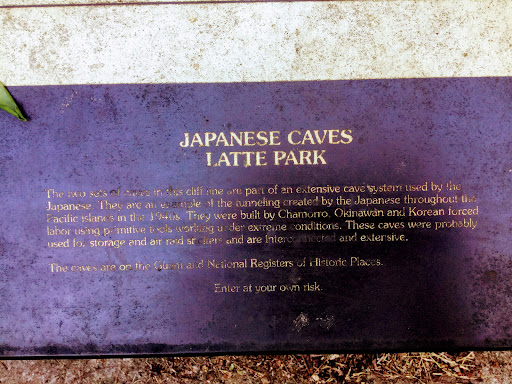 JAPANESE CAVES
LATTE PARK
The two sets of caves in this cliff line are part of an extensive cave system used by the
Japanese. They are an example of the tunneling created by the Japanese throughout the
Pacific islands in the 1940s. They were built by Chamorro, Okinawan and Korean forced
labor using primitive tools working under extreme conditions. These caves were probably
used for storage and air raid shelters and are interconnected and extensive.
The caves are on the Guam and National Registers of Historic Places.
Enter at your own risk.